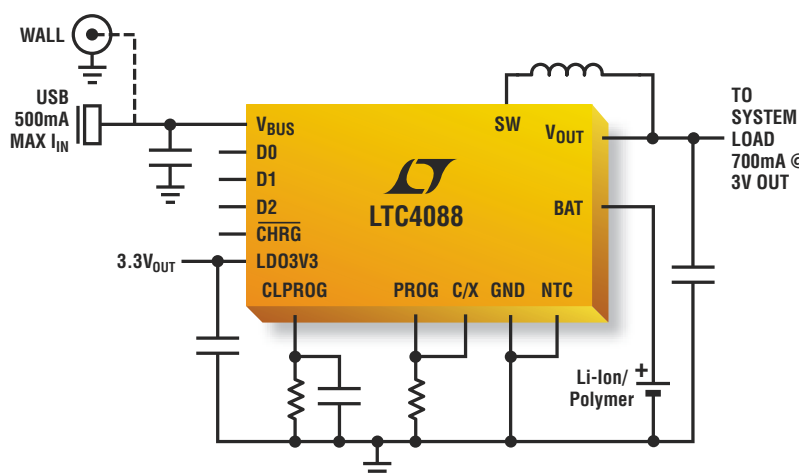 WALL
USB
500mA
MAX IIN
VBUS
D0
D1
D2
CHRG
LDO3V3
3.3VOUT
CLPROG
PROG
C/X
GND
NTC
SW
VOUT
BAT
LTC4088
TO
SYSTEM
LOAD
700mA @
3V OUT
Li-Ion/
Polymer
+